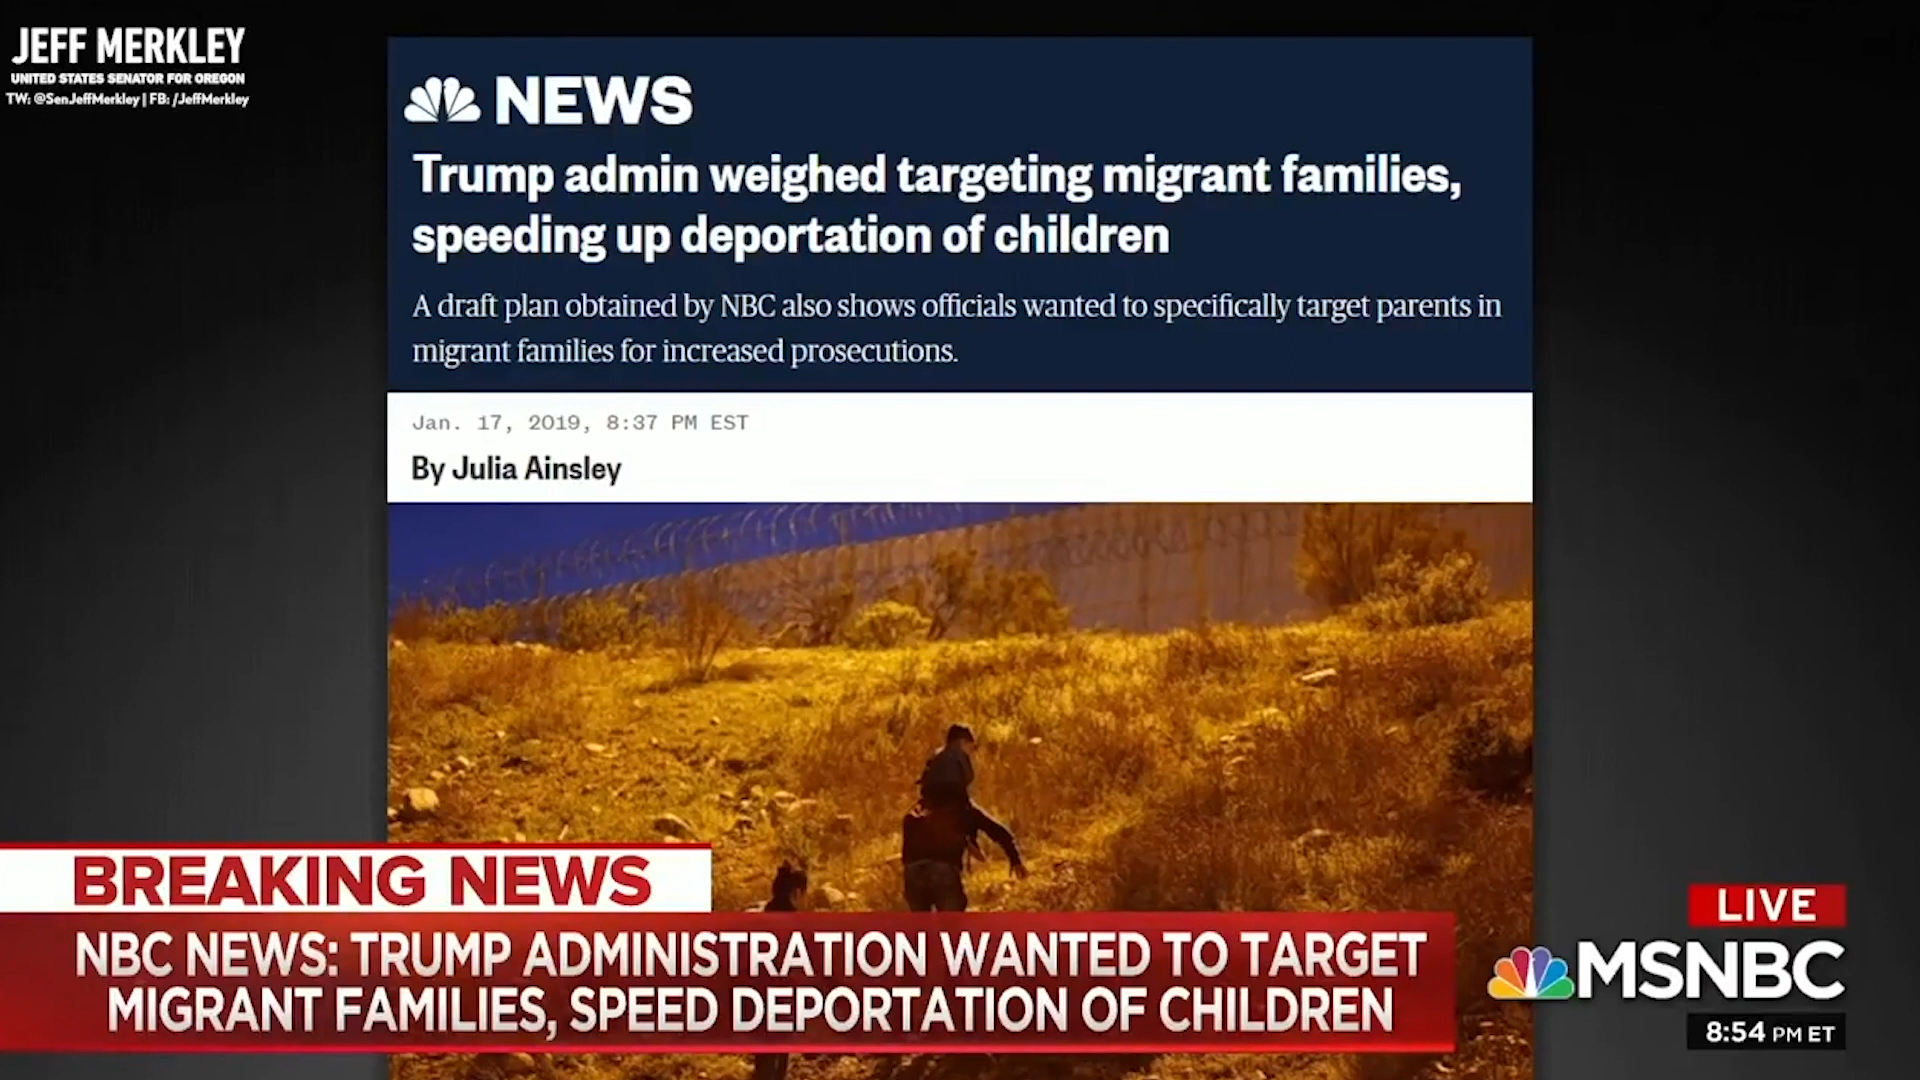 JEFF MERKLEY
UNITED STATES SENATOR FOR OREGON
TW: @SenJeffMerkley | FB: /JeffMerkley
NEWS
Trump admin weighed targeting migrant families,
speeding up deportation of children
A draft plan obtained by NBC also shows officials wanted to specifically target parents in
migrant families for increased prosecutions.
Jan. 17, 2019, 8:37 PM EST
By Julia Ainsley
BREAKING NEWS
NBC NEWS: TRUMP ADMINISTRATION WANTED TO TARGET
MIGRANT FAMILIES, SPEED DEPORTATION OF CHILDREN
LIVE
MSNBC
8:54 PM ET